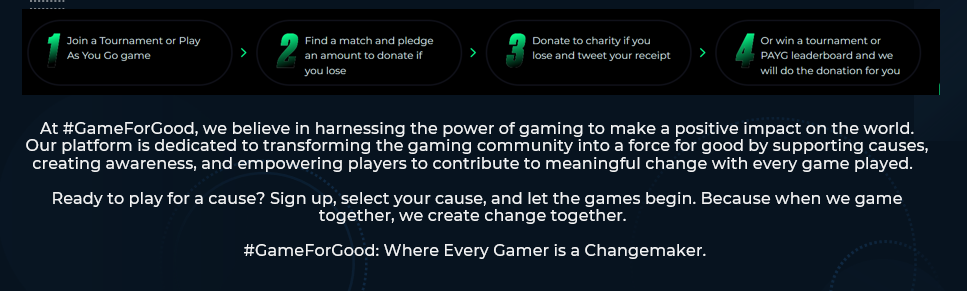 1 Join a Tournament or Play
As You Go game
2 Find a match and pledge
an amount to donate if
you lose
3 Donate to charity if you
lose and tweet your receipt
4 Or win a tournament or
PAYG leaderboard and we
will do the donation for you
At #GameForGood, we believe in harnessing the power of gaming to make a positive impact on the world.
Our platform is dedicated to transforming the gaming community into a force for good by supporting causes,
creating awareness, and empowering players to contribute to meaningful change with every game played.
Ready to play for a cause? Sign up, select your cause, and let the games begin. Because when we game
together, we create change together.
#GameForGood: Where Every Gamer is a Changemaker.